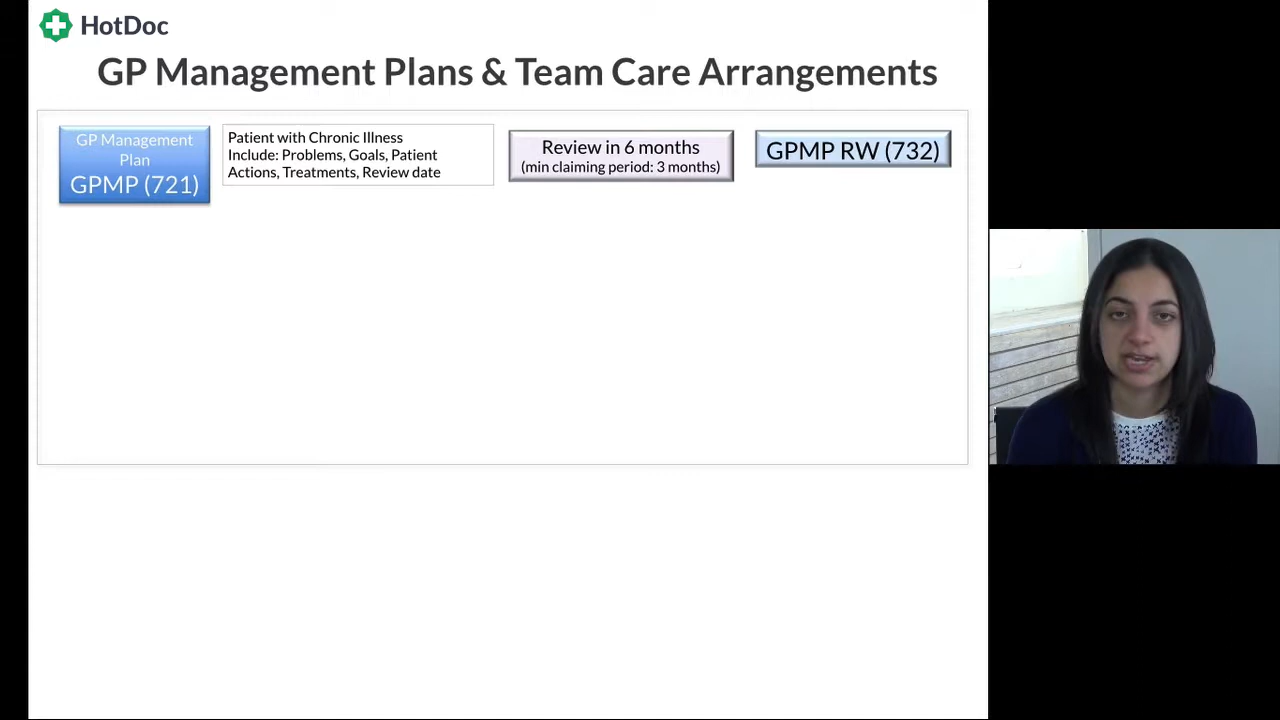 HotDoc
GP Management Plans & Team Care Arrangements
GP Management
Plan
GPMP (721)
Patient with Chronic Illness
Include: Problems, Goals, Patient
Actions, Treatments, Review date
Review in 6 months
(min claiming period: 3 months)
GPMP RW (732)